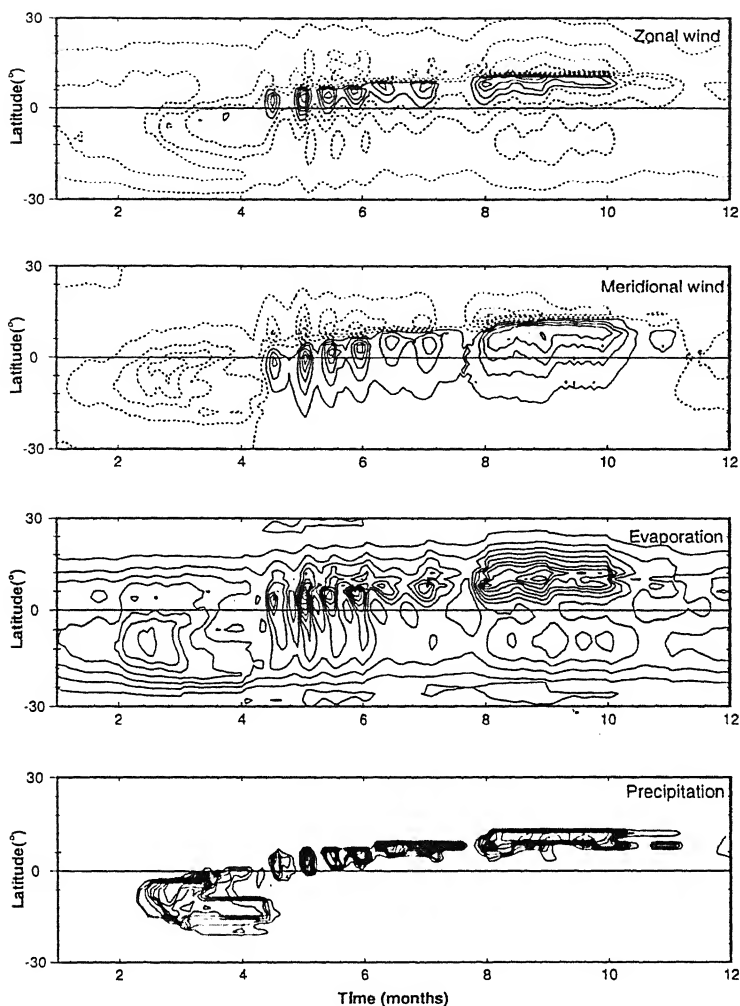 30
Zonal wind
Latitude(°)
0
-30
2 4 6 8 10 12
30
Meridional wind
Latitude(°)
0
-30
2 4 6 8 10 12
30
Evaporation
Latitude(°)
0
-30
2 4 6 8 10 12
30
Precipitation
Latitude(°)
0
-30
2 4 6 8 10 12
Time (months)